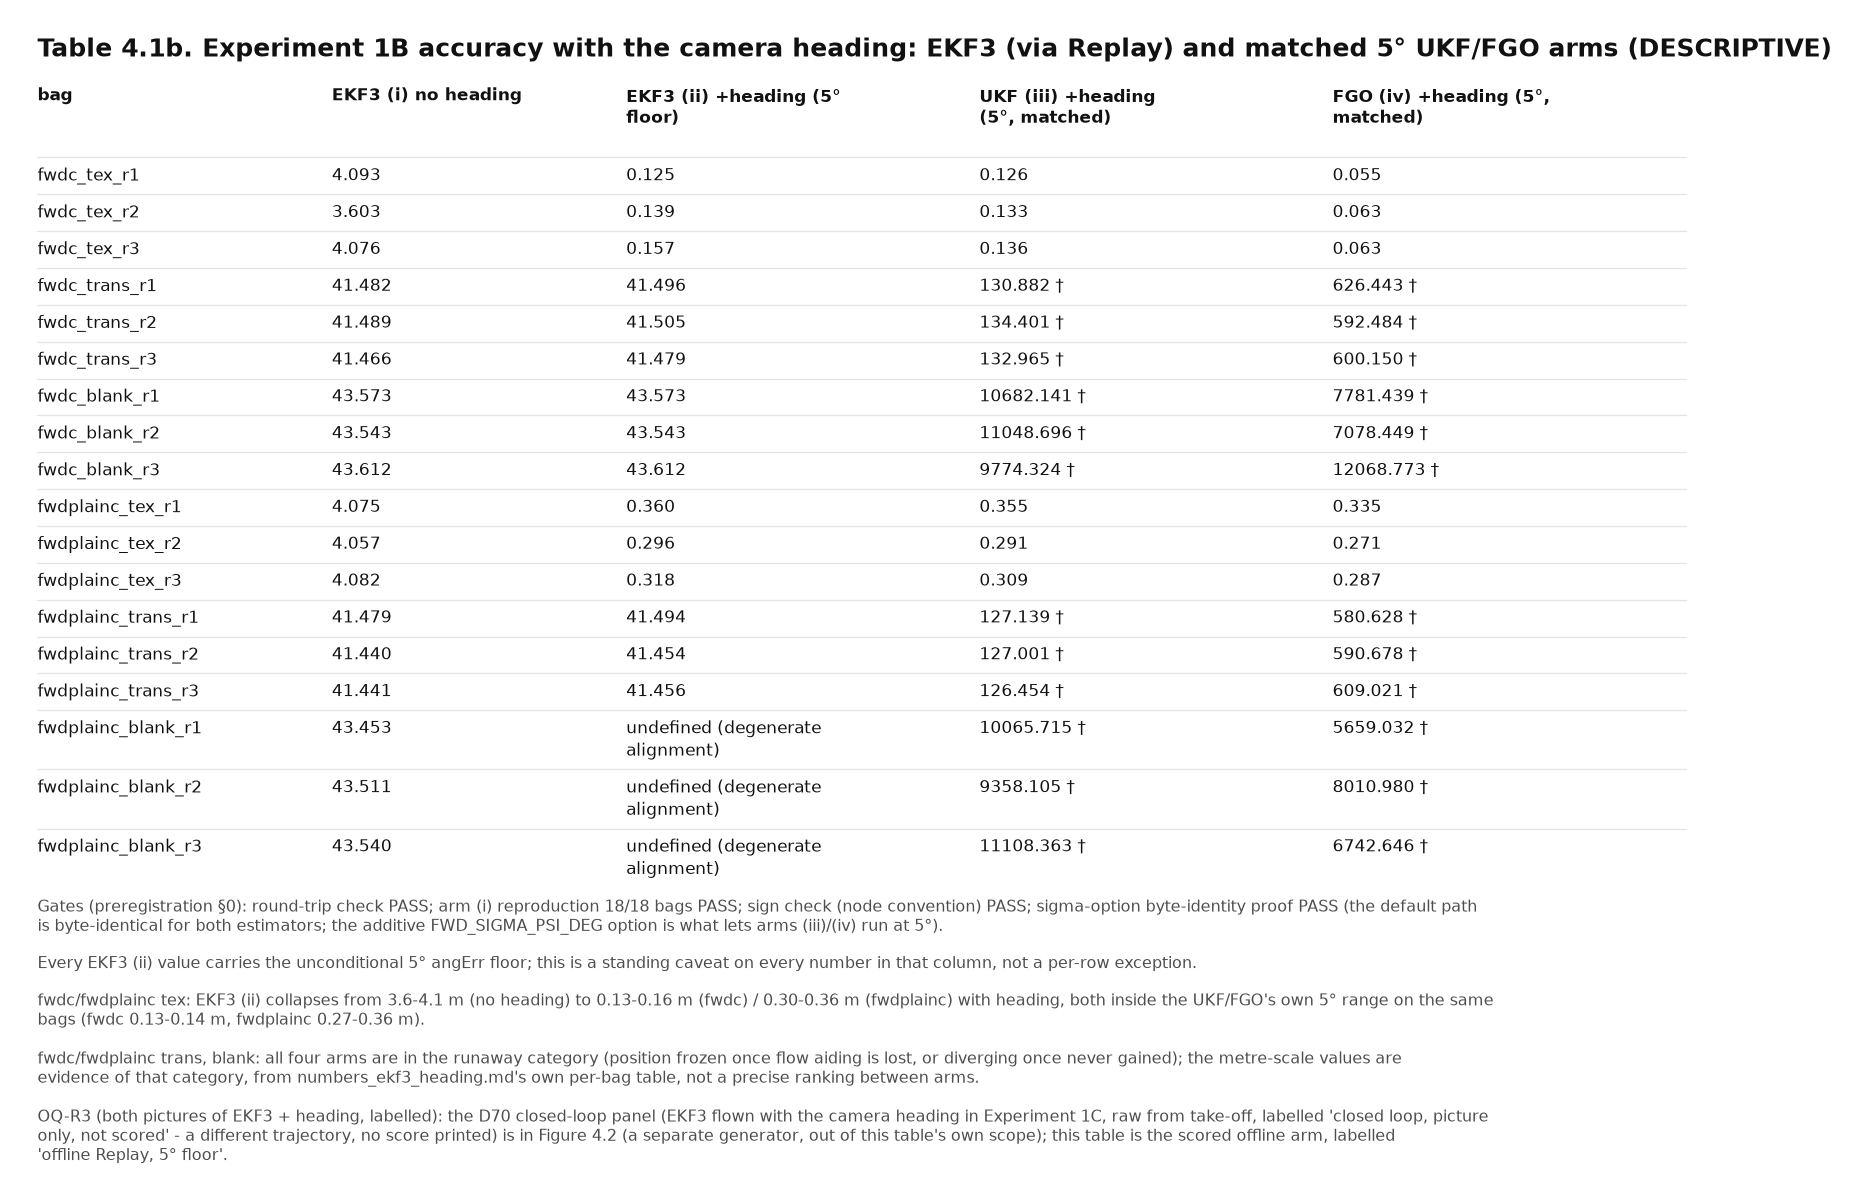 Table 4.1b. Experiment 1B accuracy with the camera heading: EKF3 (via Replay) and matched 5° UKF/FGO arms (DESCRIPTIVE)
bag EKF3 (i) no heading EKF3 (ii) +heading (5° floor) UKF (iii) +heading (5°, matched) FGO (iv) +heading (5°, matched)
fwdc_tex_r1 4.093 0.125 0.126 0.055
fwdc_tex_r2 3.603 0.139 0.133 0.063
fwdc_tex_r3 4.076 0.157 0.136 0.063
fwdc_trans_r1 41.482 41.496 130.882 † 626.443 †
fwdc_trans_r2 41.489 41.505 134.401 † 592.484 †
fwdc_trans_r3 41.466 41.479 132.965 † 600.150 †
fwdc_blank_r1 43.573 43.573 10682.141 † 7781.439 †
fwdc_blank_r2 43.543 43.543 11048.696 † 7078.449 †
fwdc_blank_r3 43.612 43.612 9774.324 † 12068.773 †
fwdplainc_tex_r1 4.075 0.360 0.355 0.335
fwdplainc_tex_r2 4.057 0.296 0.291 0.271
fwdplainc_tex_r3 4.082 0.318 0.309 0.287
fwdplainc_trans_r1 41.479 41.494 127.139 † 580.628 †
fwdplainc_trans_r2 41.440 41.454 127.001 † 590.678 †
fwdplainc_trans_r3 41.441 41.456 126.454 † 609.021 †
fwdplainc_blank_r1 43.453 undefined (degenerate alignment) 10065.715 † 5659.032 †
fwdplainc_blank_r2 43.511 undefined (degenerate alignment) 9358.105 † 8010.980 †
fwdplainc_blank_r3 43.540 undefined (degenerate alignment) 11108.363 † 6742.646 †
Gates (preregistration §0): round-trip check PASS; arm (i) reproduction 18/18 bags PASS; sign check (node convention) PASS; sigma-option byte-identity proof PASS (the default path
is byte-identical for both estimators; the additive FWD_SIGMA_PSI_DEG option is what lets arms (iii)/(iv) run at 5°).
Every EKF3 (ii) value carries the unconditional 5° angErr floor; this is a standing caveat on every number in that column, not a per-row exception.
fwdc/fwdplainc tex: EKF3 (ii) collapses from 3.6-4.1 m (no heading) to 0.13-0.16 m (fwdc) / 0.30-0.36 m (fwdplainc) with heading, both inside the UKF/FGO's own 5° range on the same
bags (fwdc 0.13-0.14 m, fwdplainc 0.27-0.36 m).
fwdc/fwdplainc trans, blank: all four arms are in the runaway category (position frozen once flow aiding is lost, or diverging once never gained); the metre-scale values are
evidence of that category, from numbers_ekf3_heading.md's own per-bag table, not a precise ranking between arms.
OQ-R3 (both pictures of EKF3 + heading, labelled): the D70 closed-loop panel (EKF3 flown with the camera heading in Experiment 1C, raw from take-off, labelled 'closed loop, picture
only, not scored' - a different trajectory, no score printed) is in Figure 4.2 (a separate generator, out of this table's own scope); this table is the scored offline arm, labelled
'offline Replay, 5° floor'.